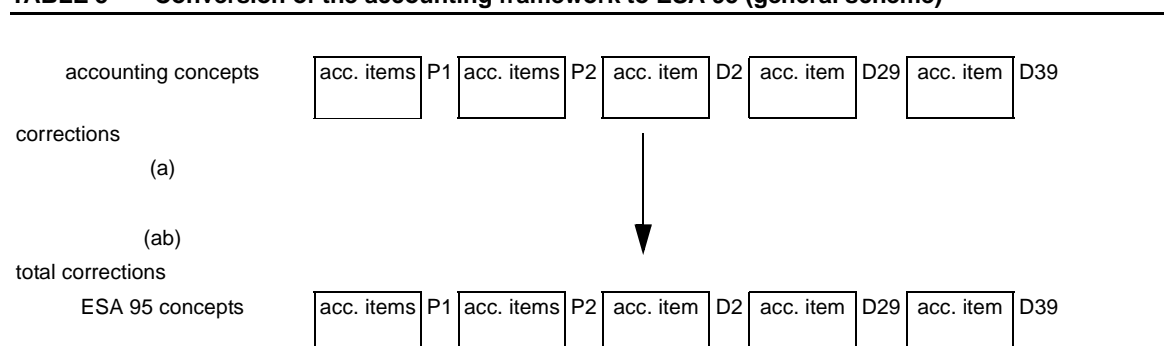 TABLE 3 Conversion of the accounting framework to ESA 95 (general scheme)
accounting concepts acc. items P1 acc. items P2 acc. item D2 acc. item D29 acc. item D39
corrections
(a)
(ab)
total corrections
ESA 95 concepts acc. items P1 acc. items P2 acc. item D2 acc. item D29 acc. item D39